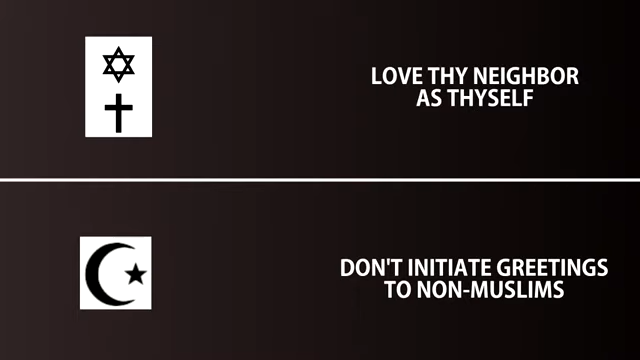 LOVE THY NEIGHBOR
AS THYSELF
DON'T INITIATE GREETINGS
TO NON-MUSLIMS